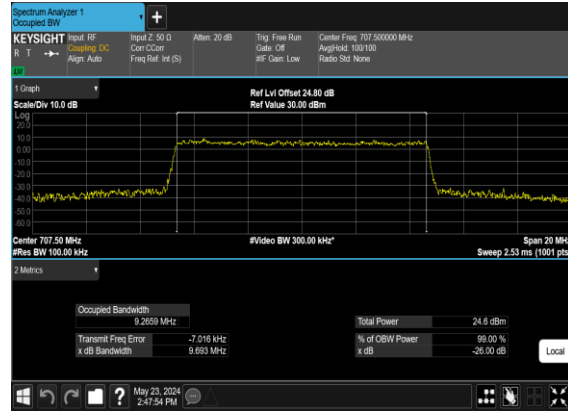 Spectrum Analyzer 1
Occupied BW
+
KEYSIGHT Input: RF Input Z: 50 Ω Atten: 20 dB Trig: Free Run Center Freq: 707.500000 MHz
R T Coupling: DC Corr CCorr Gate: Off Avg|Hold: 100/100
Align: Auto Freq Ref: Int (S) #IF Gain: Low Radio Std: None
1 Graph
Ref Lvl Offset 24.80 dB
Scale/Div 10.0 dB Ref Value 30.00 dBm
Log
20.0
10.0
0.00
-10.0
-20.0
-30.0
-40.0
-50.0
-60.0
Center 707.50 MHz #Video BW 300.00 kHz* Span 20 MHz
#Res BW 100.00 kHz Sweep 2.53 ms (1001 pts
2 Metrics
Occupied Bandwidth
9.2659 MHz Total Power 24.6 dBm
Transmit Freq Error -7.016 kHz % of OBW Power 99.00 %
x dB Bandwidth 9.693 MHz x dB -26.00 dB
Local
? May 23, 2024
2:47:54 PM